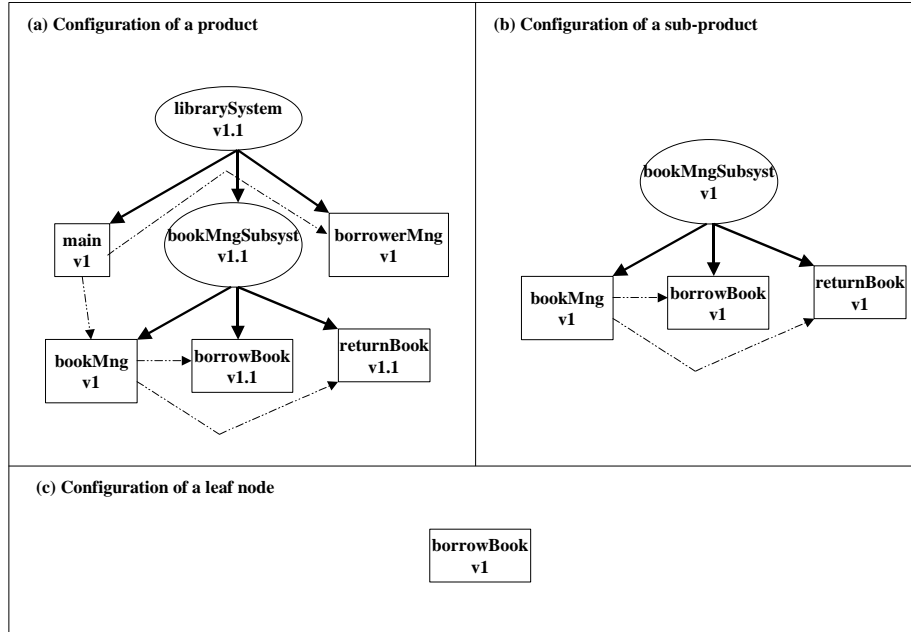 (a) Configuration of a product
librarySystem
v1.1
main
v1
bookMngSubsyst
v1.1
borrowerMng
v1
bookMng
v1
borrowBook
v1.1
returnBook
v1.1
(b) Configuration of a sub-product
bookMngSubsyst
v1
bookMng
v1
borrowBook
v1
returnBook
v1
(c) Configuration of a leaf node
borrowBook
v1